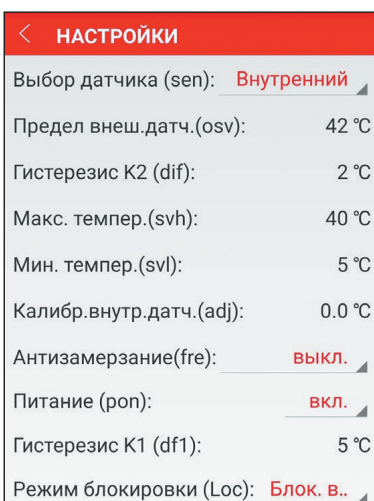 < НАСТРОЙКИ
Выбор датчика (sen): Внутренний
Предел внеш.датч.(osv): 42 ℃
Гистерезис K2 (dif): 2 ℃
Макс. темпер.(svh): 40 ℃
Мин. темпер.(svl): 5 ℃
Калибр.внутр.датч.(adj): 0.0 ℃
Антизамерзание(fre): выкл.
Питание (pon): вкл.
Гистерезис K1 (df1): 5 ℃
Режим блокировки (Loc): Блок. в..